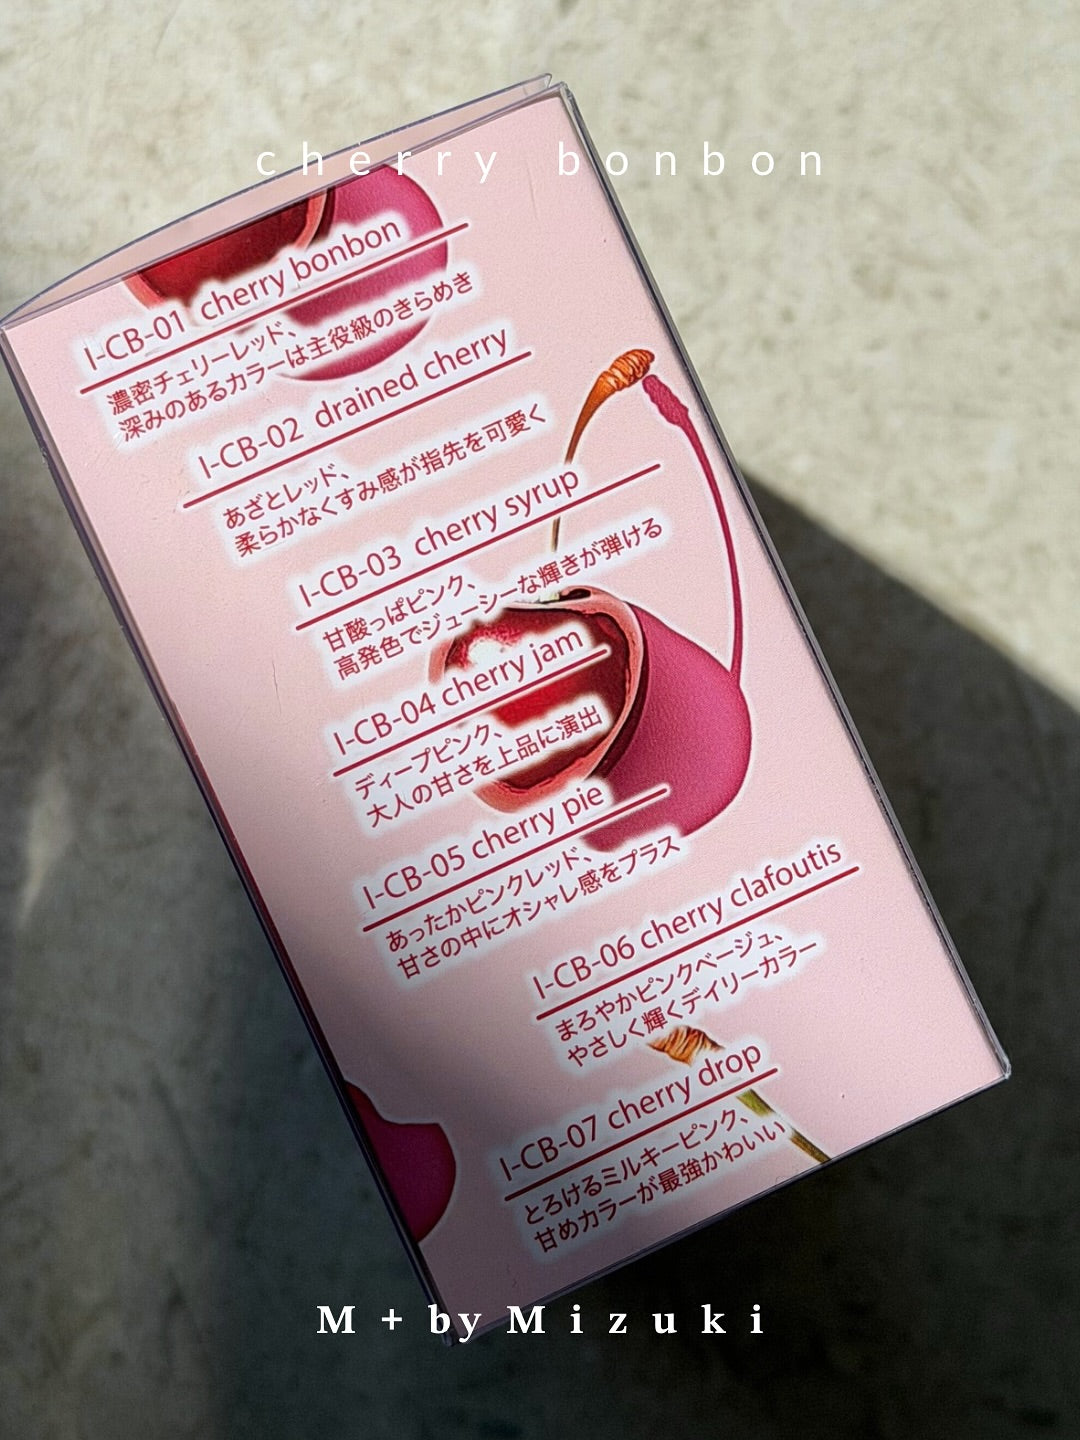 cherry bonbon
I-CB-01 cherry bonbon
濃密チェリーレッド、
深みのあるカラーは主役級のきらめき
I-CB-02 drained cherry
あざとレッド、
柔らかなくすみ感が指先を可愛く
I-CB-03 cherry syrup
甘酸っぱピンク、
高発色でジューシーな輝きが弾ける
I-CB-04 cherry jam
ディープピンク、
大人の甘さを上品に演出
I-CB-05 cherry pie
あったかピンクレッド、
甘さの中にオシャレ感をプラス
I-CB-06 cherry clafoutis
まろやかピンクベージュ、
やさしく輝くデイリーカラー
I-CB-07 cherry drop
とろけるミルキーピンク、
甘めカラーが最強かわいい
M + by Mizuki